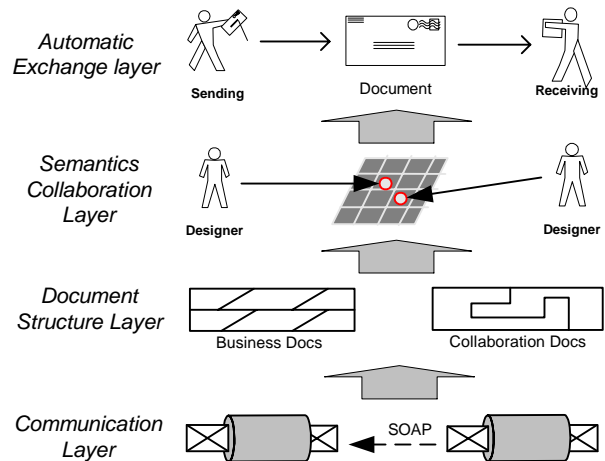 Automatic
Exchange layer
Sending
Document
Receiving
Semantics
Collaboration
Layer
Designer
Designer
Document
Structure Layer
Business Docs
Collaboration Docs
Communication
Layer
SOAP